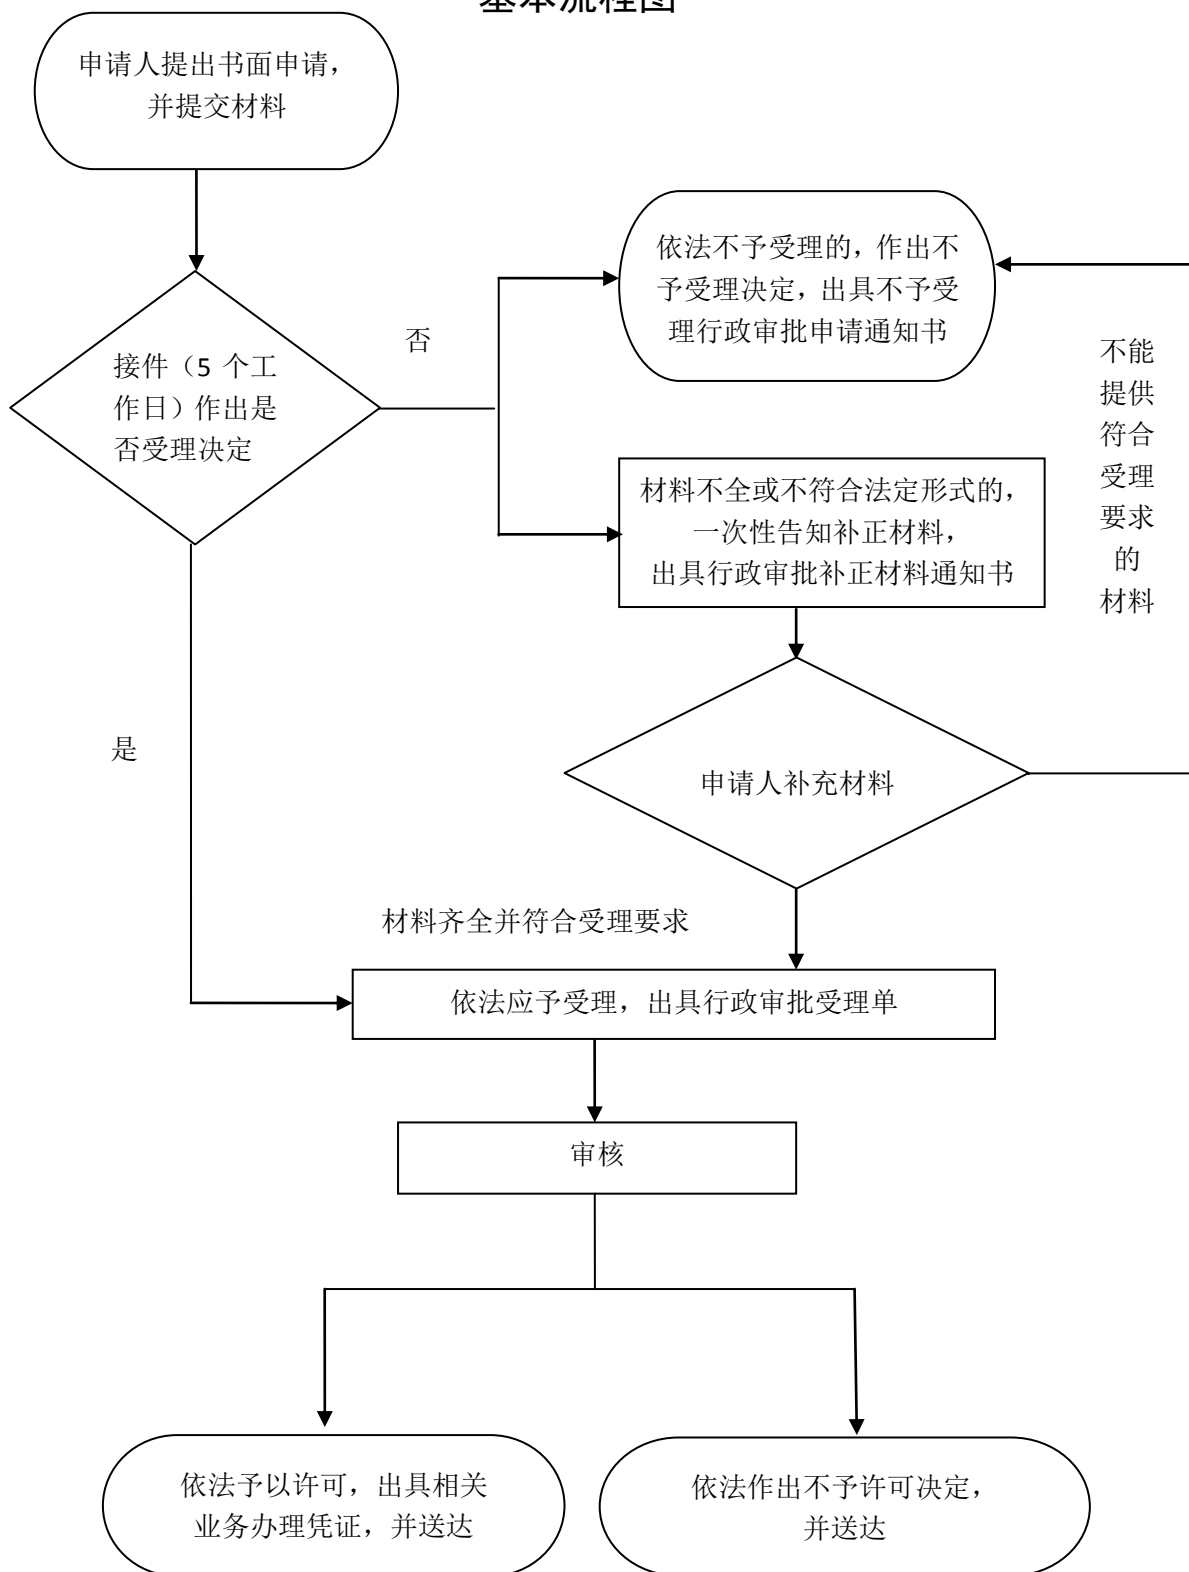 基本流程图
申请人提出书面申请，
并提交材料
依法不予受理的，作出不
予受理决定，出具不予受
理行政审批申请通知书
否
接件（5 个工
作日）作出是
否受理决定
不能
提供
符合
受理
要求
的
材料
材料不全或不符合法定形式的，
一次性告知补正材料，
出具行政审批补正材料通知书
是
申请人补充材料
材料齐全并符合受理要求
依法应予受理，出具行政审批受理单
审核
依法予以许可，出具相关
业务办理凭证，并送达
依法作出不予许可决定，
并送达